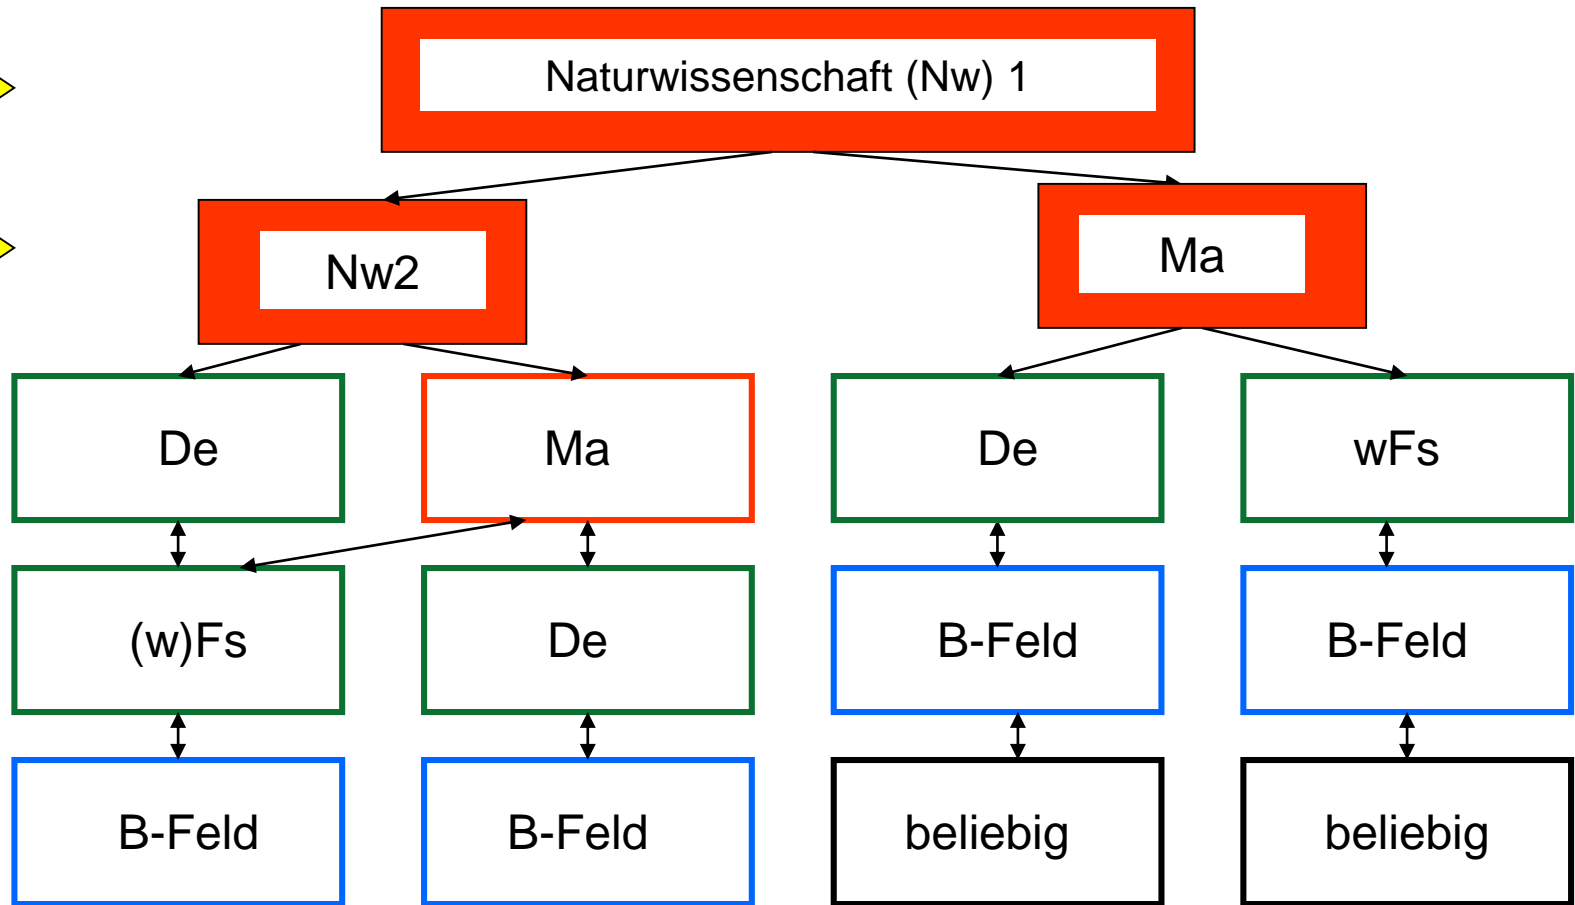 Naturwissenschaft (Nw) 1
Nw2
Ma
De
Ma
De
wFs
(w)Fs
De
B-Feld
B-Feld
B-Feld
B-Feld
beliebig
beliebig